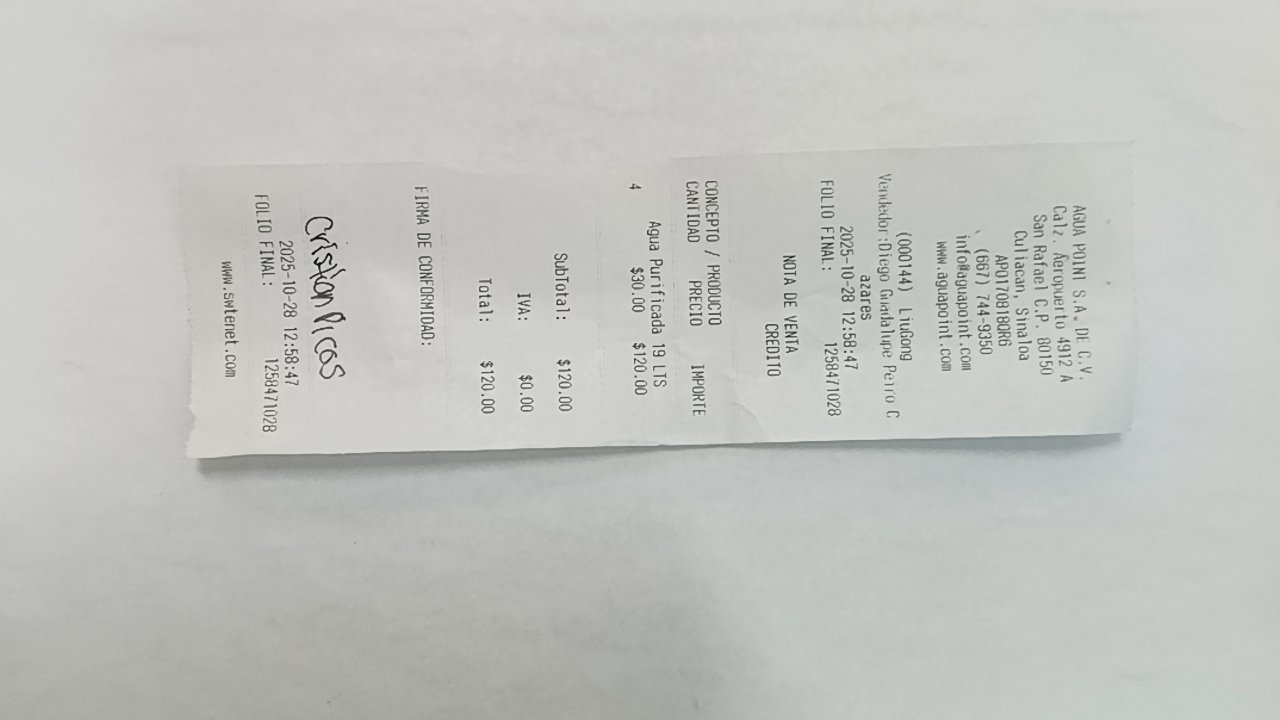 AGUA POINT S.A. DE C.V.
Calz. Aeropuerto 4912 A
San Rafael C.P. 80150
Culiacan, Sinaloa
APO170818QR6
(667) 744-9350
info@aguapoint.com
www.aguapoint.com
(000144) LiuGong
Vendedor:Diego Guadalupe Peiro C
azares
2025-10-28 12:58:47
FOLIO FINAL: 1258471028
NOTA DE VENTA
CREDITO
CONCEPTO / PRODUCTO
CANTIDAD PRECIO IMPORTE
Agua Purificada 19 LTS
4 $30.00 $120.00
SubTotal: $120.00
IVA: $0.00
Total: $120.00
FIRMA DE CONFORMIDAD:
Cristian Picos
2025-10-28 12:58:47
FOLIO FINAL: 1258471028
www.swtenet.com